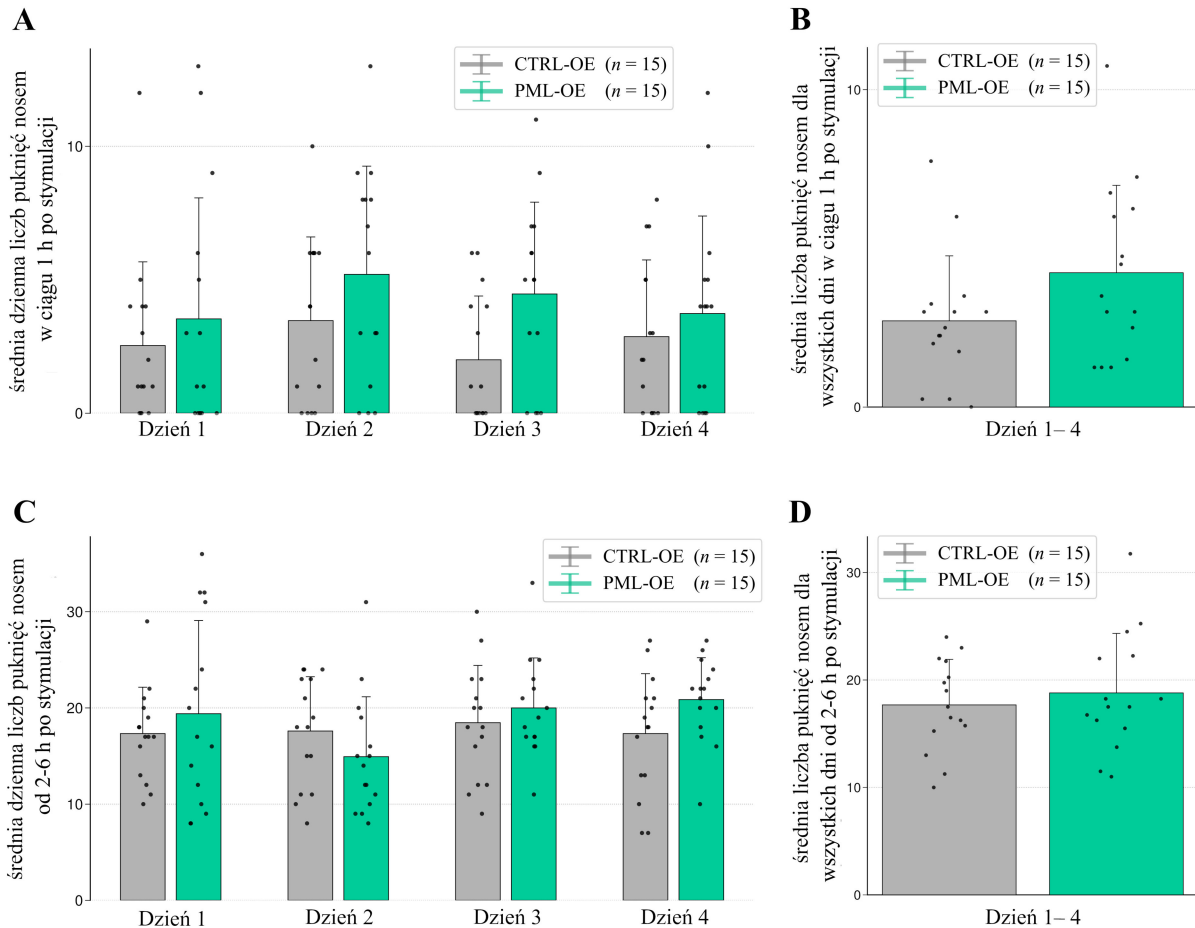 A
średnia dzienna liczb puknięć nosem
w ciągu 1 h po stymulacji
10
0
CTRL-OE (n = 15)
PML-OE (n = 15)
Dzień 1
Dzień 2
Dzień 3
Dzień 4
B
średnia liczba puknięć nosem dla
wszystkich dni w ciągu 1 h po stymulacji
10
0
CTRL-OE (n = 15)
PML-OE (n = 15)
Dzień 1– 4
C
średnia dzienna liczb puknięć nosem
od 2-6 h po stymulacji
30
20
10
0
CTRL-OE (n = 15)
PML-OE (n = 15)
Dzień 1
Dzień 2
Dzień 3
Dzień 4
D
średnia liczba puknięć nosem dla
wszystkich dni od 2-6 h po stymulacji
30
20
10
0
CTRL-OE (n = 15)
PML-OE (n = 15)
Dzień 1– 4